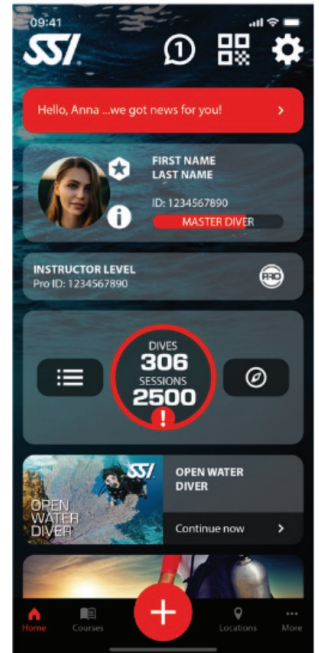 09:41
SSI
1
Hello, Anna ...we got news for you!
FIRST NAME
LAST NAME
ID: 1234567890
MASTER DIVER
INSTRUCTOR LEVEL
Pro ID: 1234567890
PRO
DIVES
306
SESSIONS
2500
!
SSI
OPEN
WATER
DIVER
OPEN WATER
DIVER
Continue now
Home
Courses
Locations
More